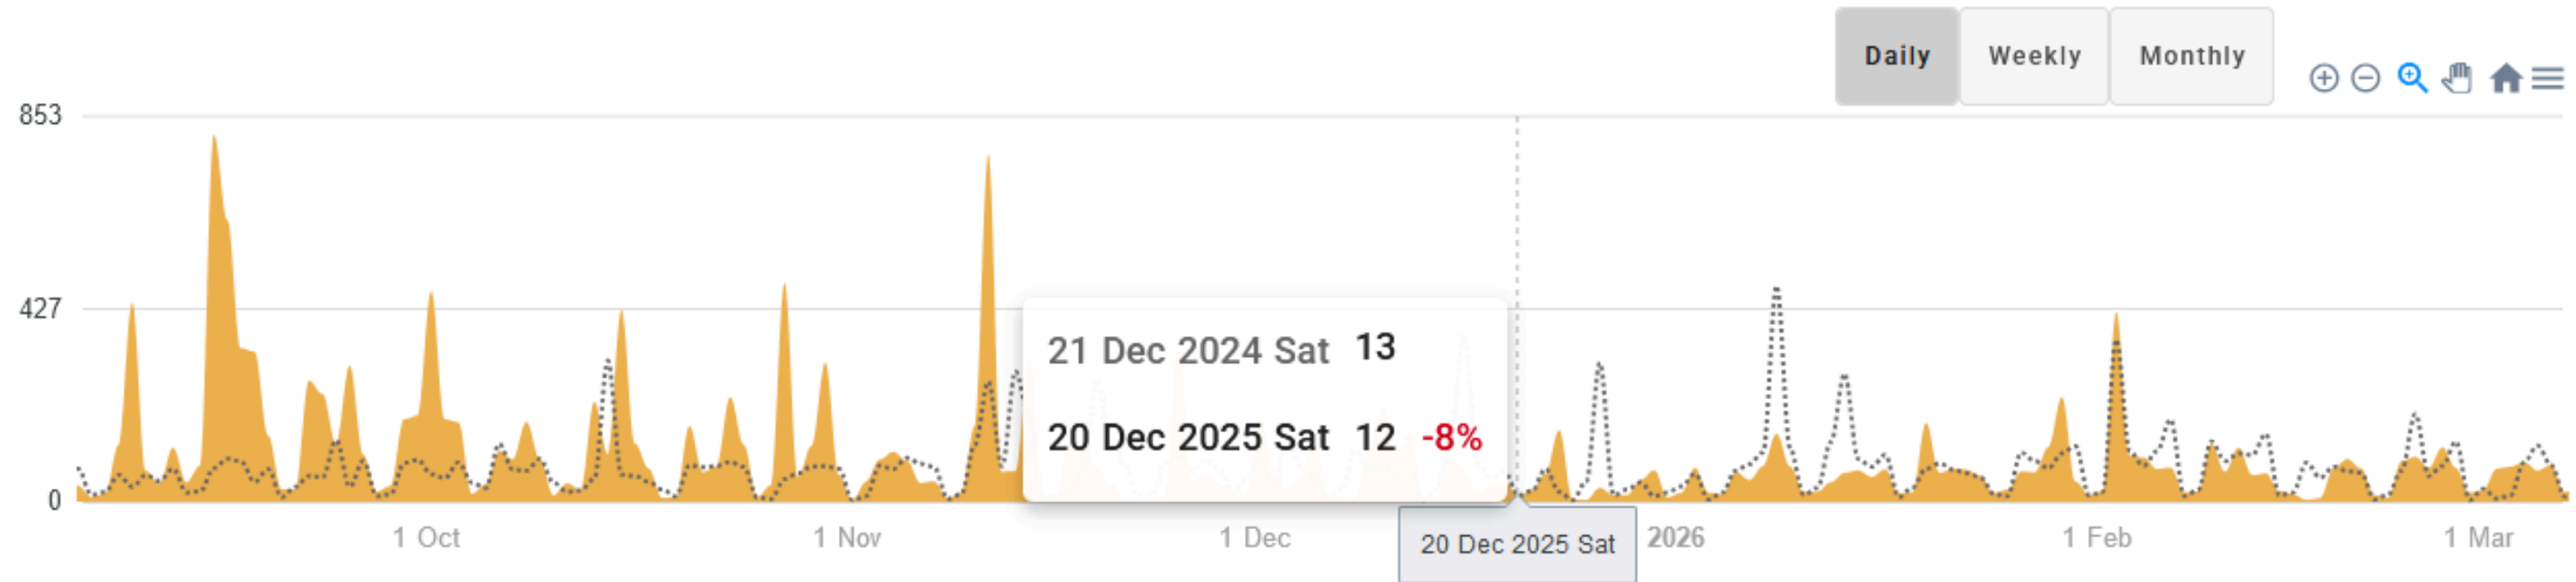 Daily Weekly Monthly
853
427
0
21 Dec 2024 Sat 13
20 Dec 2025 Sat 12 -8%
1 Oct 1 Nov 1 Dec 20 Dec 2025 Sat 2026 1 Feb 1 Mar